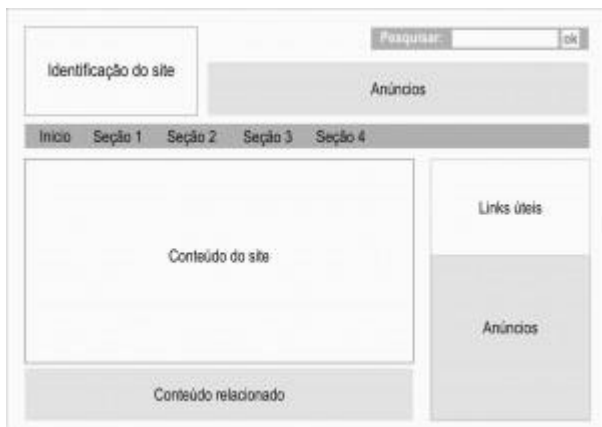 Pesquisar: ok
Identificação do site
Anúncios
Início Seção 1 Seção 2 Seção 3 Seção 4
Conteúdo do site
Links úteis
Anúncios
Conteúdo relacionado